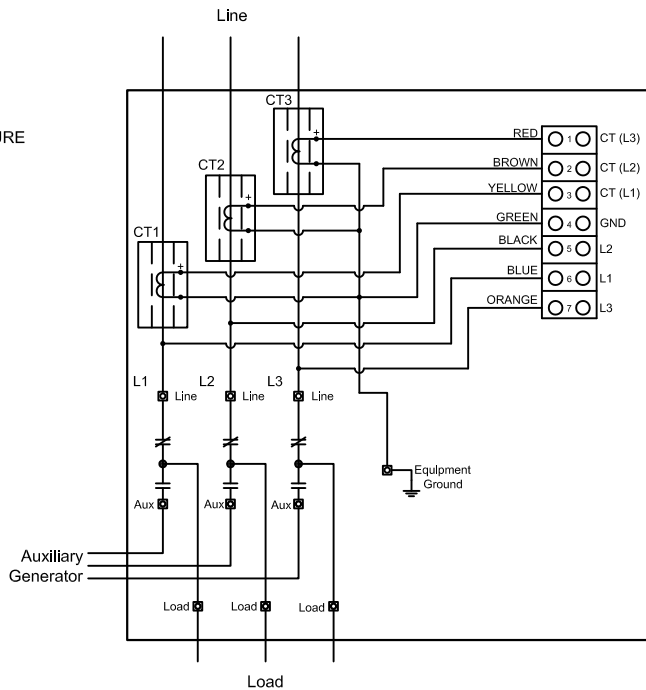 Line
CT3
URE
RED 1 CT (L3)
CT2
BROWN 2 CT (L2)
YELLOW 3 CT (L1)
GREEN 4 GND
CT1
BLACK 5 L2
BLUE 6 L1
ORANGE 7 L3
+
+
+
L1 L2 L3
Line Line Line
Equlpment
Ground
Aux Aux Aux
Auxiliary
Generator
Load Load Load
Load